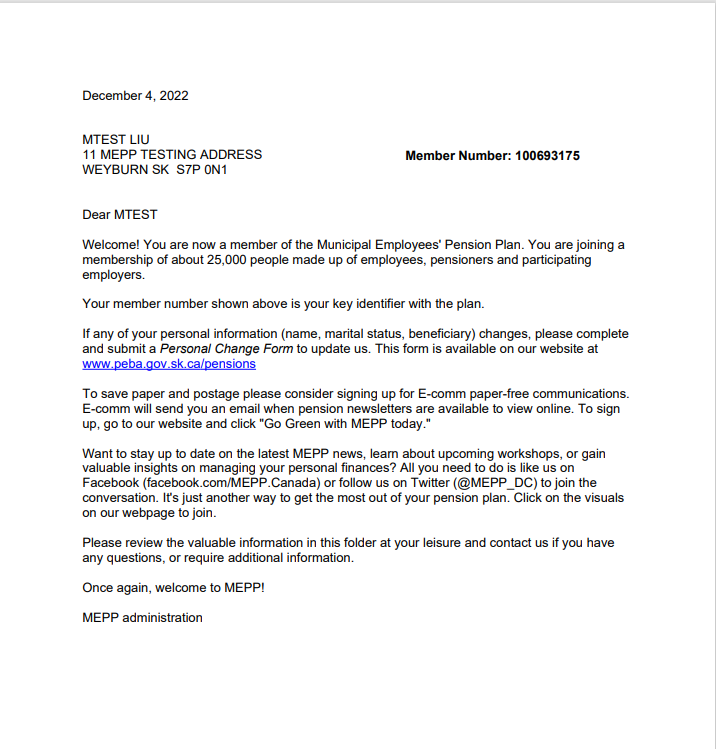 December 4, 2022
MTEST LIU
11 MEPP TESTING ADDRESS
WEYBURN SK  S7P 0N1
Member Number: 100693175
Dear MTEST
Welcome! You are now a member of the Municipal Employees' Pension Plan. You are joining a
membership of about 25,000 people made up of employees, pensioners and participating
employers.
Your member number shown above is your key identifier with the plan.
If any of your personal information (name, marital status, beneficiary) changes, please complete
and submit a Personal Change Form to update us. This form is available on our website at
www.peba.gov.sk.ca/pensions
To save paper and postage please consider signing up for E-comm paper-free communications.
E-comm will send you an email when pension newsletters are available to view online. To sign
up, go to our website and click "Go Green with MEPP today."
Want to stay up to date on the latest MEPP news, learn about upcoming workshops, or gain
valuable insights on managing your personal finances? All you need to do is like us on
Facebook (facebook.com/MEPP.Canada) or follow us on Twitter (@MEPP_DC) to join the
conversation. It's just another way to get the most out of your pension plan. Click on the visuals
on our webpage to join.
Please review the valuable information in this folder at your leisure and contact us if you have
any questions, or require additional information.
Once again, welcome to MEPP!
MEPP administration